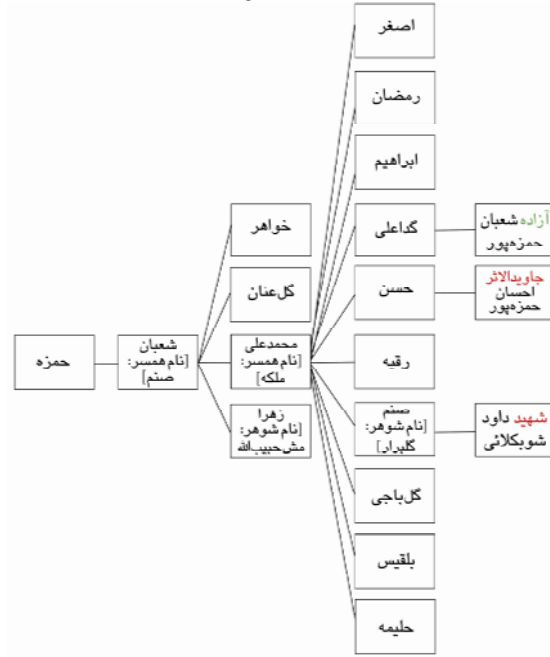 حمزه
شعبان
[نام همسر:
صنم]
خواهر
گل‌عنان
محمدعلی
[نام همسر:
ملکه]
زهرا
[نام شوهر:
مش حبیب‌الله
اصغر
رمضان
ابراهیم
گداعلی
حسن
رقیه
صنم
[نام شوهر:
گلبرار]
گل‌باجی
بلقیس
حلیمه
آزاده شعبان
حمزه‌پور
جاویدالاثر
احسان
حمزه‌پور
شهید داود
شوبکلائی